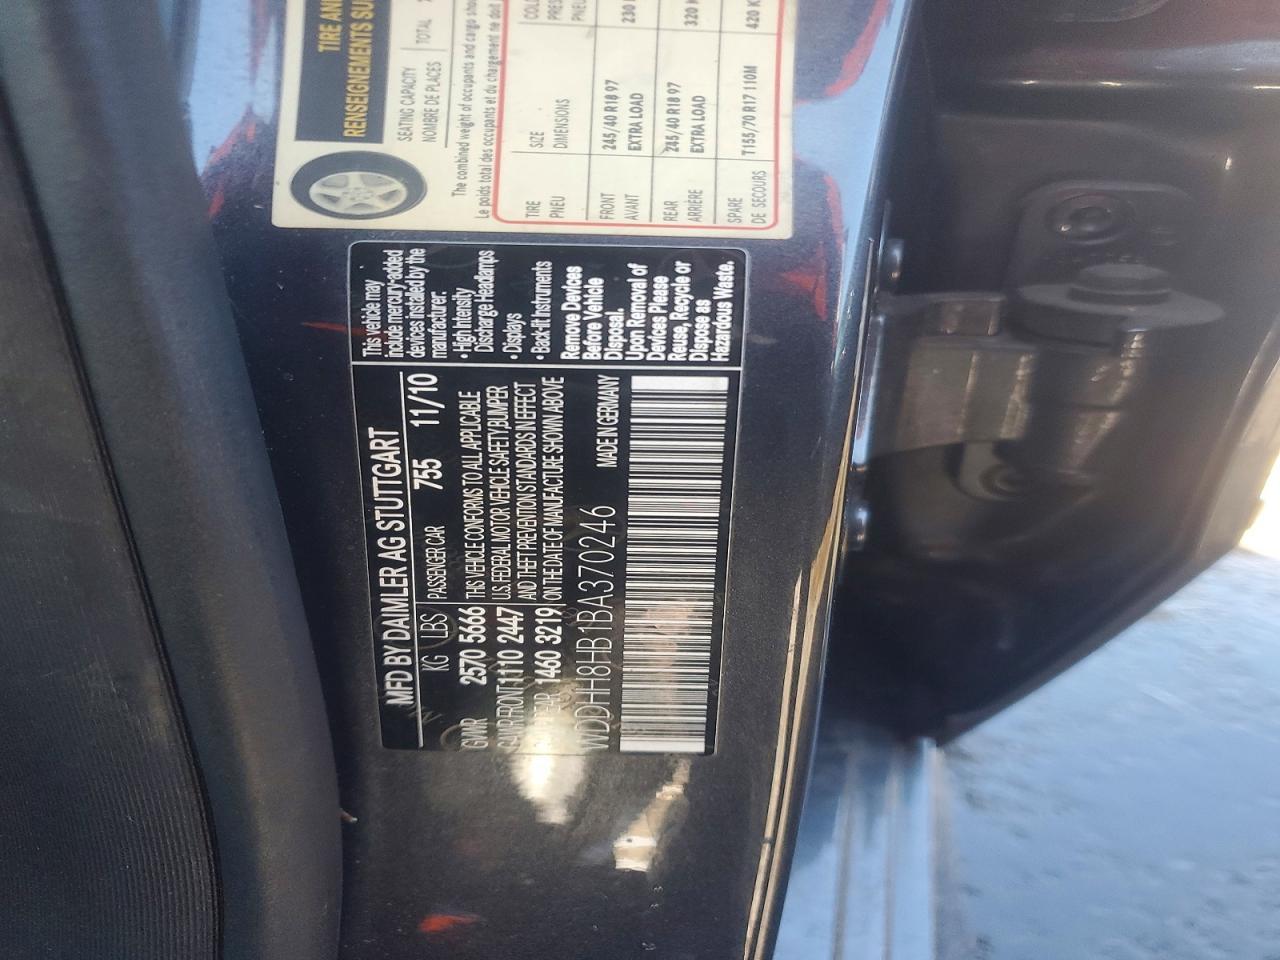 TIRE AND
RENSEIGNEMENTS
SEATING CAPACITY
NOMBRE DE PLACES
TOTAL
The combined weight of occupants and cargo
Le poids total des occupants et du chargement ne doit
TIRE SIZE
PNEU DIMENSIONS
FRONT 245/40 R18 97 230
AVANT EXTRA LOAD
REAR 245/40 R18 97 320
ARRIÈRE EXTRA LOAD
SPARE T155/70 R17 110M 420
DE SECOURS
MFD BY DAIMLER AG STUTTGART
KG LBS PASSENGER CAR 755 11/10
GVWR 2570 5666
GAWR FRONT 1110 2447
1460 3219
THIS VEHICLE CONFORMS TO ALL APPLICABLE
U.S. FEDERAL MOTOR VEHICLE SAFETY,BUMPER
AND THEFT PREVENTION STANDARDS IN EFFECT
ON THE DATE OF MANUFACTURE SHOWN ABOVE
WDDHH8HB1BA370246
MADE IN GERMANY
This vehicle may
include mercury-added
devices installed by the
manufacturer:
• High Intensity
Discharge Headlamps
• Displays
• Back-lit Instruments
Remove Devices
Before Vehicle
Disposal.
Upon Removal of
Devices Please
Reuse, Recycle or
Dispose as
Hazardous Waste.